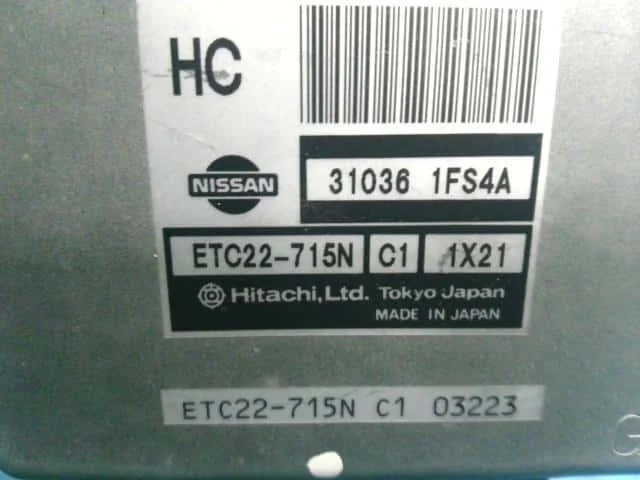 HC
NISSAN
31036 1FS4A
ETC22-715N C1 1X21
Hitachi, Ltd. Tokyo Japan
MADE IN JAPAN
ETC22-715N C1 03223